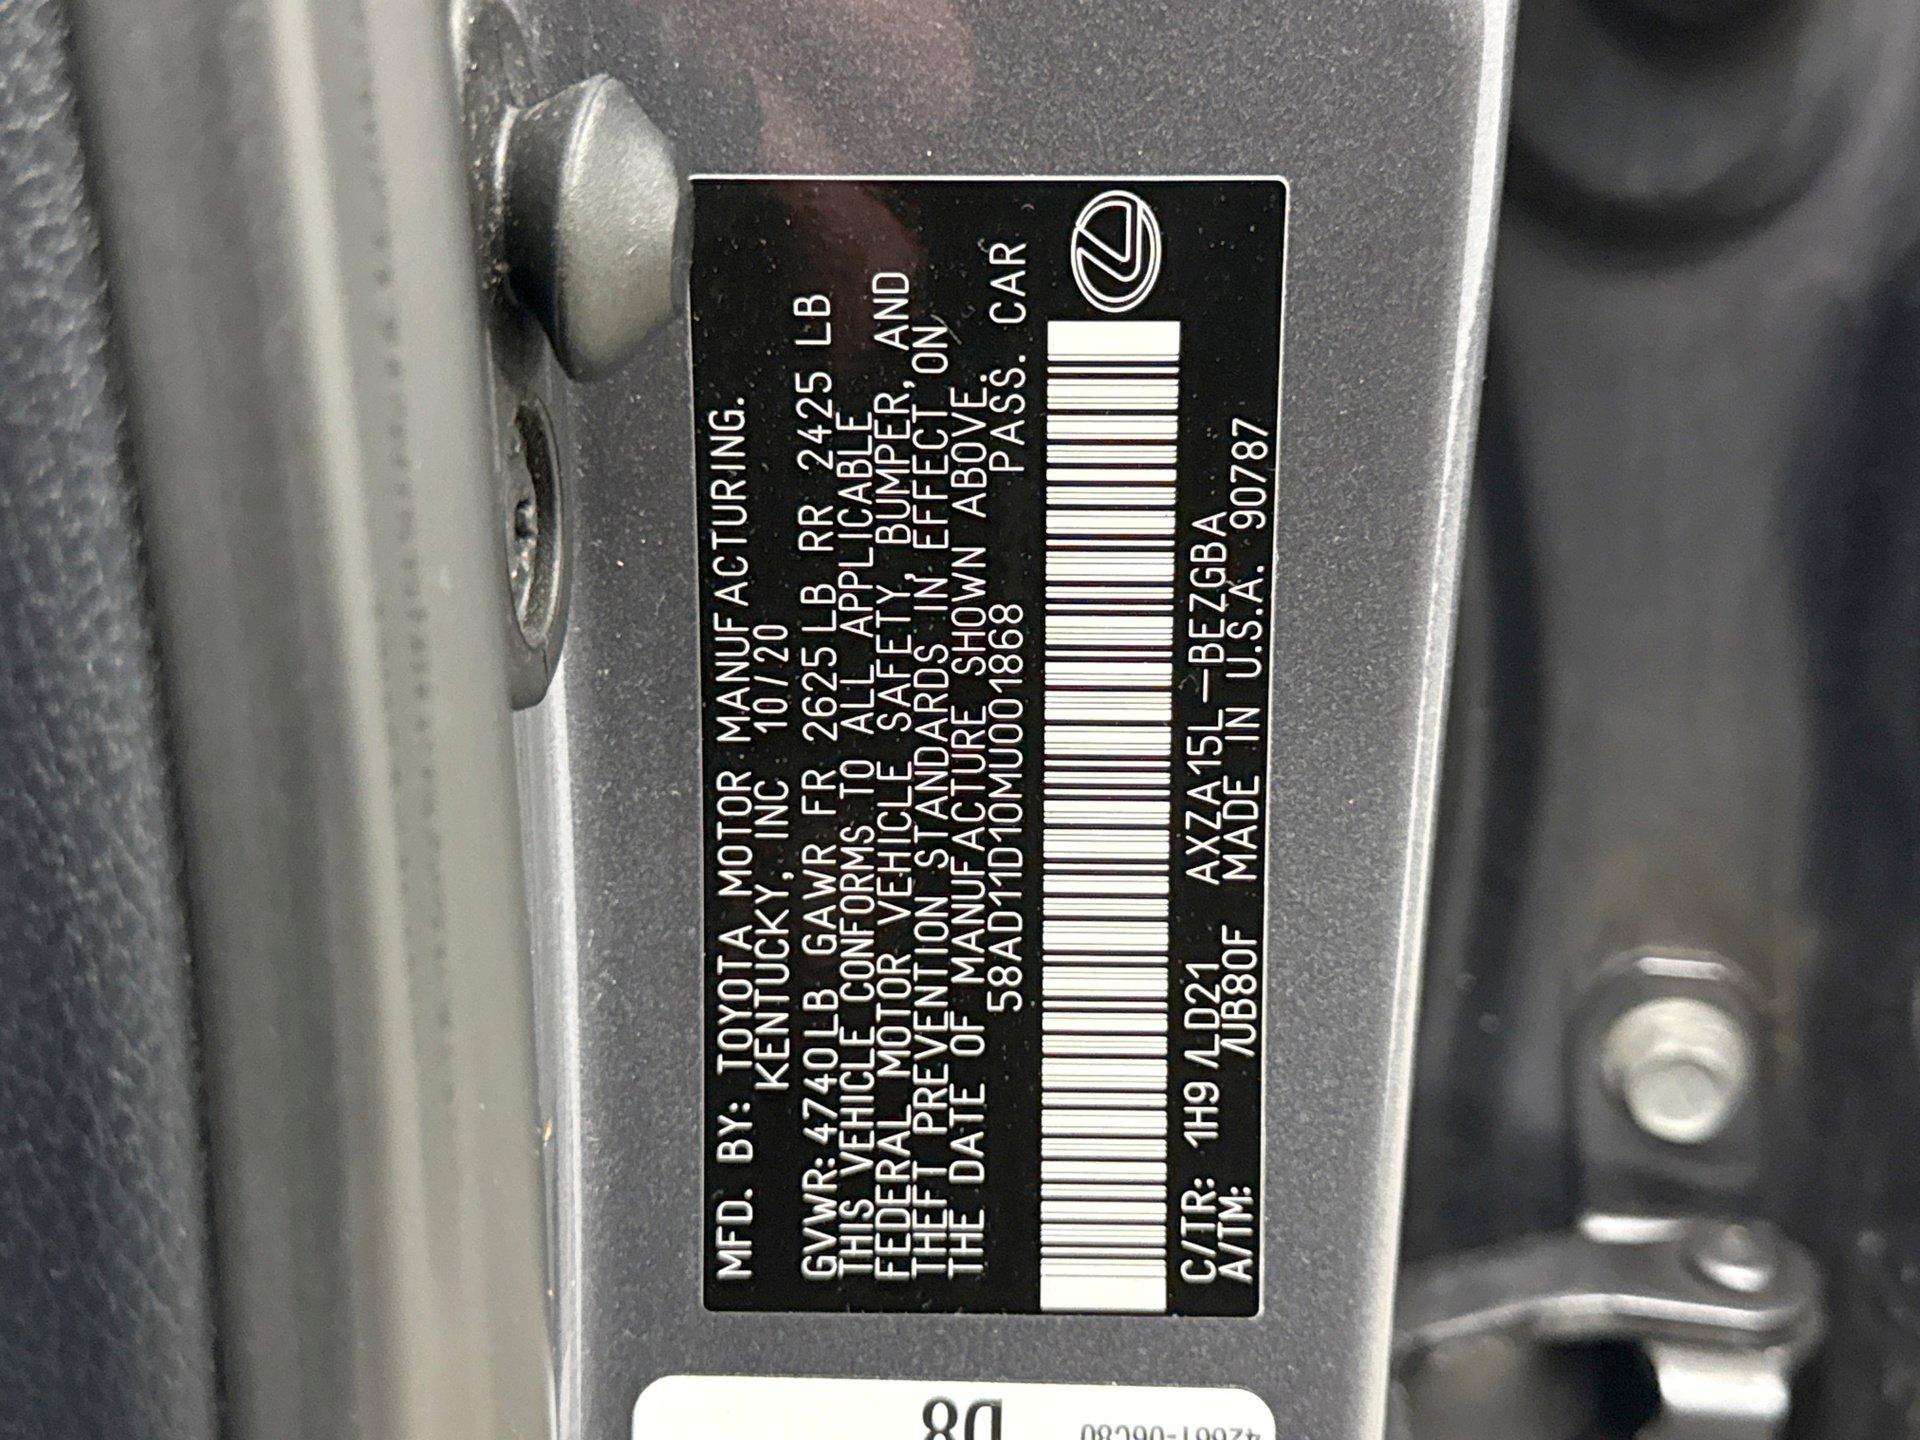 MFD. BY: TOYOTA MOTOR MANUFACTURING.
KENTUCKY, INC 10/20
GVWR: 4740LB GAWR FR 2625LB RR 2425 LB
THIS VEHICLE CONFORMS TO ALL APPLICABLE
FEDERAL MOTOR VEHICLE SAFETY, BUMPER, AND
THEFT PREVENTION STANDARDS IN EFFECT ON
THE DATE OF MANUFACTURE SHOWN ABOVE.
58AD11D10MU001868 PASS. CAR
C/TR: 1H9 /LD21 AXZA15L-BEZGBA
A/TM: /UB80F MADE IN U.S.A. 90787
D8
42661-06C80